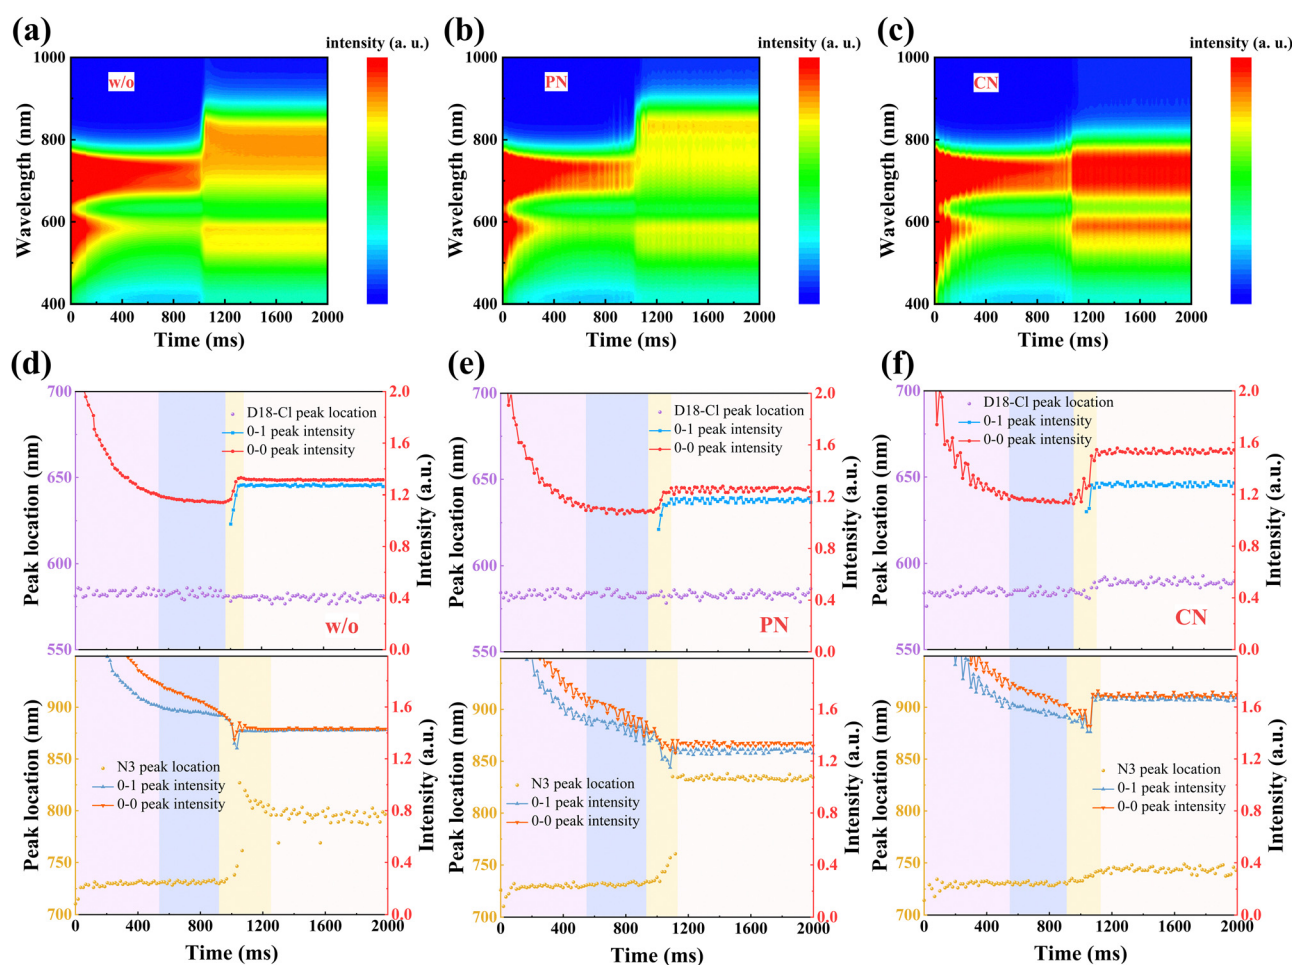 (a)
intensity (a. u.)
w/o
Wavelength (nm)
1000
800
600
400
0 400 800 1200 1600 2000
Time (ms)
(b)
intensity (a. u.)
PN
Wavelength (nm)
1000
800
600
400
0 400 800 1200 1600 2000
Time (ms)
(c)
intensity (a. u.)
CN
Wavelength (nm)
1000
800
600
400
0 400 800 1200 1600 2000
Time (ms)
(d)
D18-Cl peak location
0-1 peak intensity
0-0 peak intensity
w/o
Peak location (nm)
700
650
600
550
Intensity (a.u.)
2.0
1.6
1.2
0.8
0.4
0.0
N3 peak location
0-1 peak intensity
0-0 peak intensity
Peak location (nm)
900
850
800
750
700
Intensity (a.u.)
1.6
1.2
0.8
0.4
0.0
0 400 800 1200 1600 2000
Time (ms)
(e)
D18-Cl peak location
0-1 peak intensity
0-0 peak intensity
PN
Peak location (nm)
700
650
600
550
Intensity (a.u.)
2.0
1.6
1.2
0.8
0.4
0.0
N3 peak location
0-1 peak intensity
0-0 peak intensity
Peak location (nm)
900
850
800
750
700
Intensity (a.u.)
1.6
1.2
0.8
0.4
0.0
0 400 800 1200 1600 2000
Time (ms)
(f)
D18-Cl peak location
0-1 peak intensity
0-0 peak intensity
CN
Peak location (nm)
700
650
600
550
Intensity (a.u.)
2.0
1.6
1.2
0.8
0.4
0.0
N3 peak location
0-1 peak intensity
0-0 peak intensity
Peak location (nm)
900
850
800
750
700
Intensity (a.u.)
1.6
1.2
0.8
0.4
0.0
0 400 800 1200 1600 2000
Time (ms)